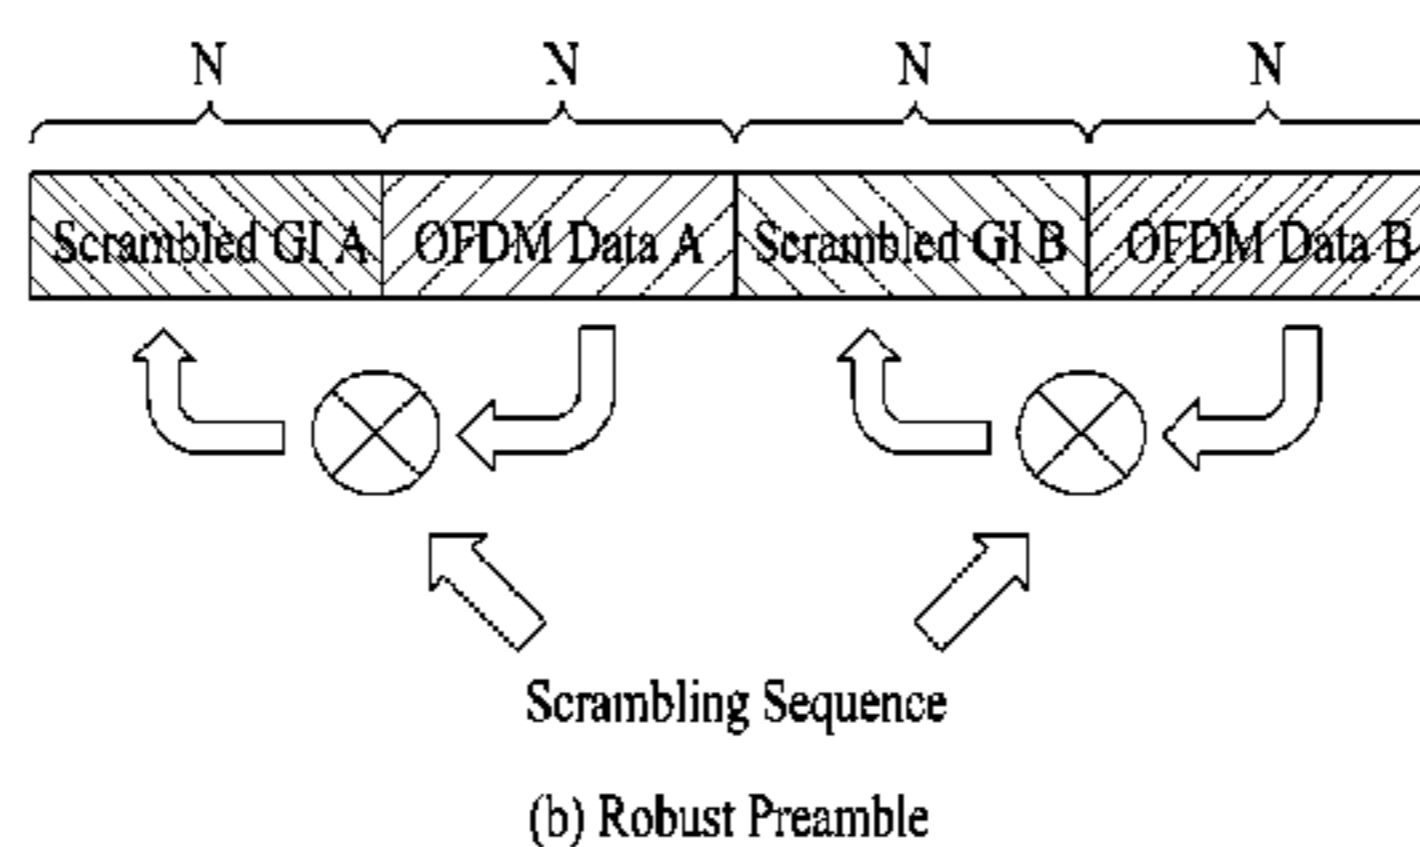 N N N N
Scrambled GI A OFDM Data A Scrambled GI B OFDM Data B
Scrambling Sequence
(b) Robust Preamble